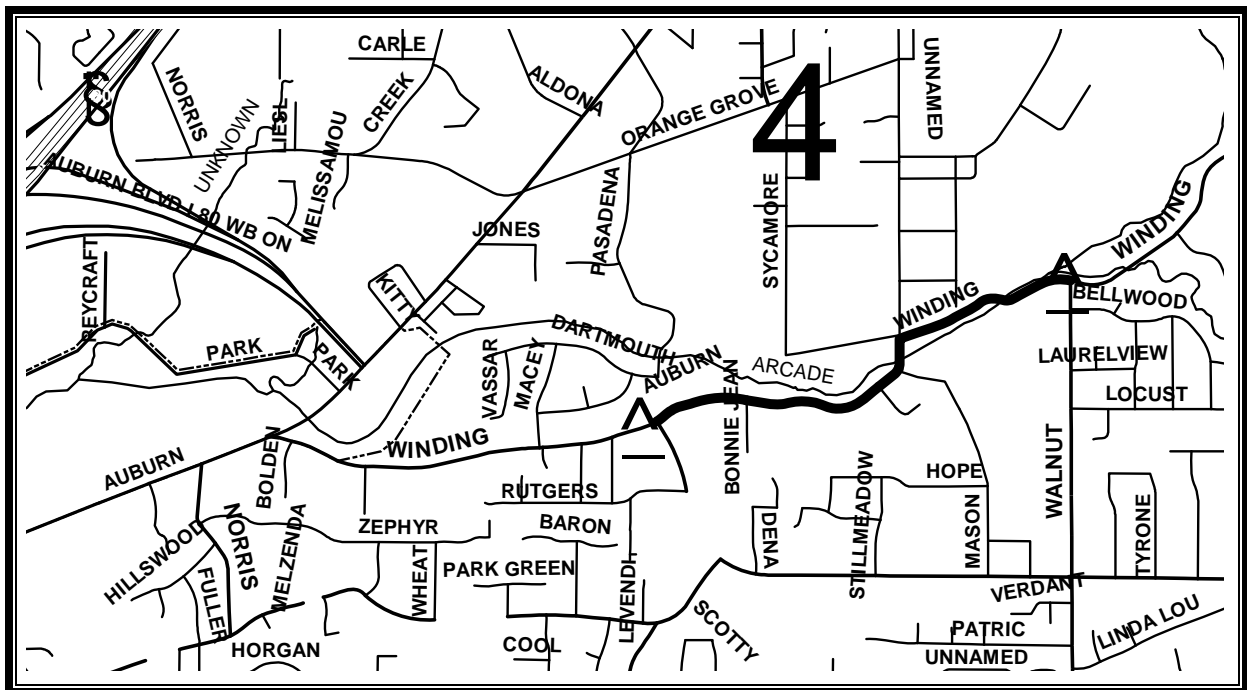 CARLE
UNNAMED
80
NORRIS
LIESL
CREEK
ALDONA
4
ORANGE GROVE
UNKNOWN
MELISSAMOU
AUBURN BLVD I 80 WB ON
PASADENA
SYCAMORE
WINDING
JONES
REYCRAFT
KITTY
WINDING
A
BELLWOOD
DARTMOUTH
PARK
PARK
VASSAR
MACEY
AUBURN
ARCADE
LAURELVIEW
LOCUST
BONNIE JEAN
WINDING
AUBURN
BOLDEN
WALNUT
HOPE
RUTGERS
STILLMEADOW
NORRIS
ZEPHYR
BARON
DENA
MASON
TYRONE
HILLSWOOD
MELZENDA
WHEAT
PARK GREEN
LEVENDI
VERDANT
FULLER
SCOTTY
PATRIC
LINDA LOU
HORGAN
COOL
UNNAMED